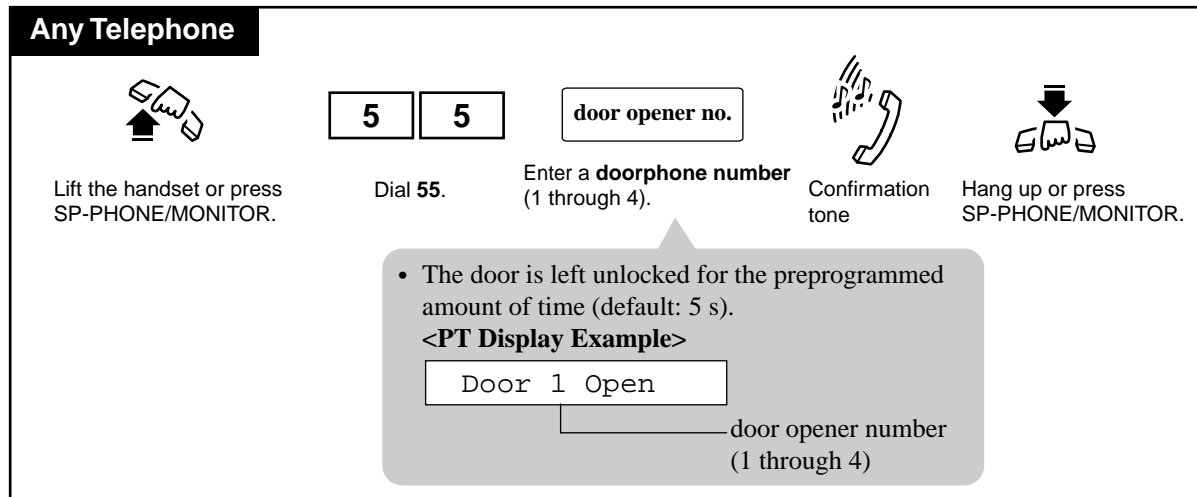 Any Telephone
5 5
door opener no.
Lift the handset or press
SP-PHONE/MONITOR.
Dial 55.
Enter a doorphone number
(1 through 4).
Confirmation
tone
Hang up or press
SP-PHONE/MONITOR.
• The door is left unlocked for the preprogrammed
amount of time (default: 5 s).
<PT Display Example>
Door 1 Open
door opener number
(1 through 4)